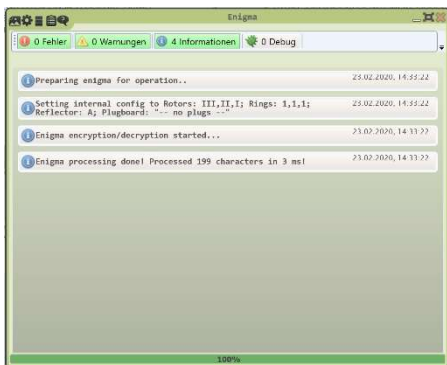 Enigma
0 Fehler 0 Warnungen 4 Informationen 0 Debug
Preparing enigma for operation.. 23.02.2020, 14:33:22
Setting internal config to Rotors: III,II,I; Rings: 1,1,1; 23.02.2020, 14:33:22
Reflector: A; Plugboard: "-- no plugs --"
Enigma encryption/decryption started... 23.02.2020, 14:33:22
Enigma processing done! Processed 199 characters in 3 ms! 23.02.2020, 14:33:22
100%